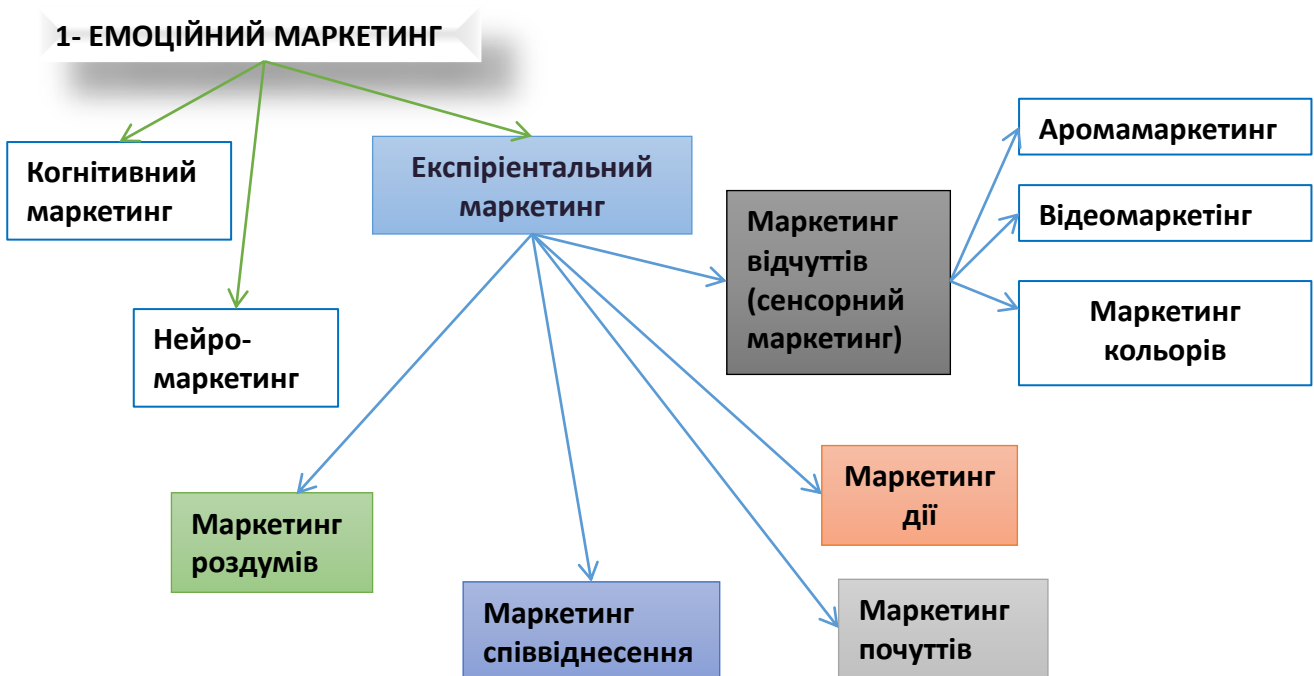 1- ЕМОЦІЙНИЙ МАРКЕТИНГ
Когнітивний
маркетинг
Експіріентальний
маркетинг
Нейро-
маркетинг
Маркетинг
відчуттів
(сенсорний
маркетинг)
Аромамаркетинг
Відеомаркетінг
Маркетинг
кольорів
Маркетинг
роздумів
Маркетинг
співвіднесення
Маркетинг
дії
Маркетинг
почуттів